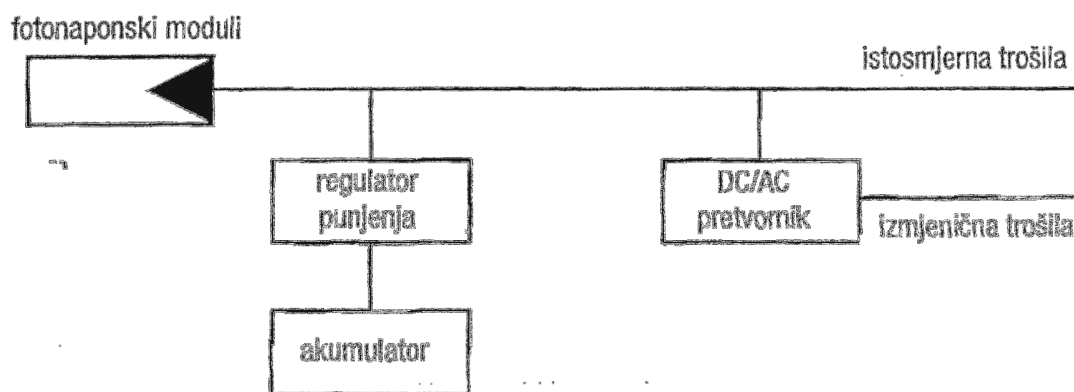 fotonaponski moduli
istosmjerna trošila
regulator
punjenja
DC/AC
pretvornik
izmjenična trošila
akumulator